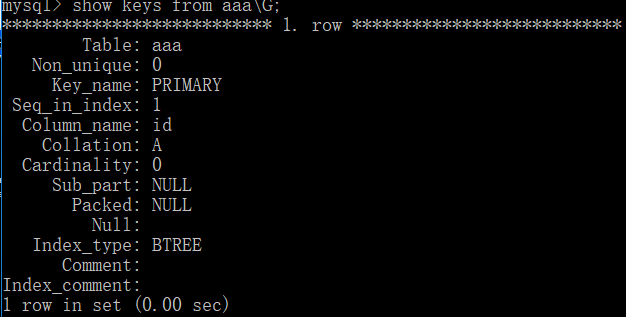 mysql> show keys from aaa\G;
*************************** 1. row ***************************
Table: aaa
Non_unique: 0
Key_name: PRIMARY
Seq_in_index: 1
Column_name: id
Collation: A
Cardinality: 0
Sub_part: NULL
Packed: NULL
Null:
Index_type: BTREE
Comment:
Index_comment:
1 row in set (0.00 sec)